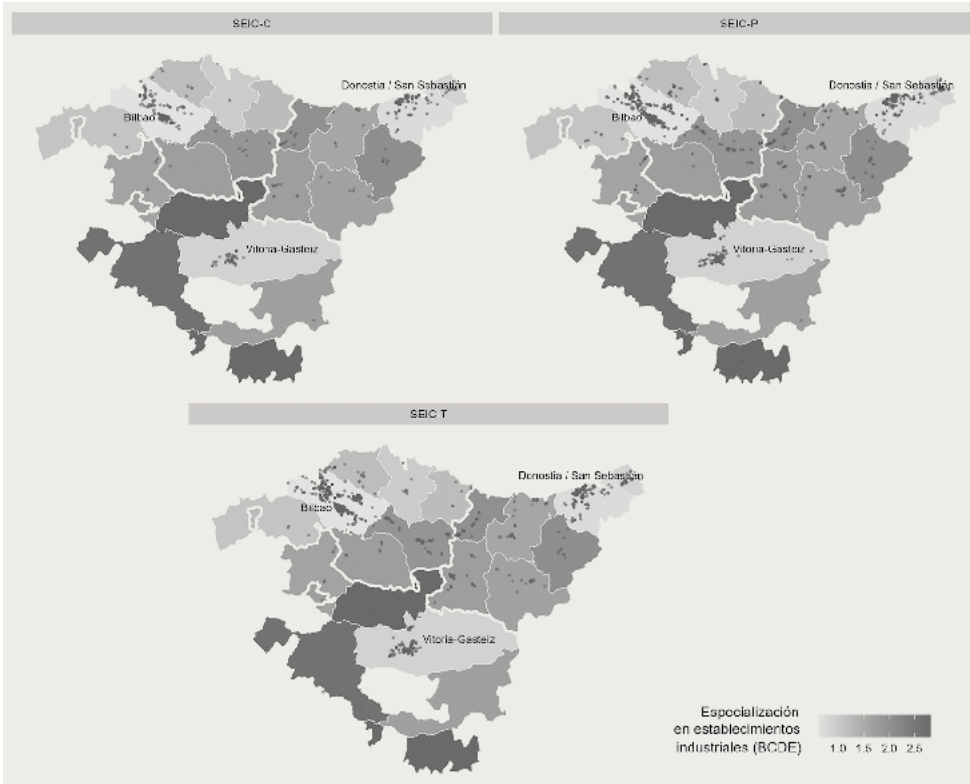 SEIC-C
SEIC-P
Donostia / San Sebastián
Bilbao
Vitoria-Gasteiz
Donostia / San Sebastián
Bilbao
Vitoria-Gasteiz
SEIC T
Donostia / San Sebastián
Bilbao
Vitoria-Gasteiz
Especialización
en establecimientos
industriales (BCDE)
1.0 1.5 2.0 2.5